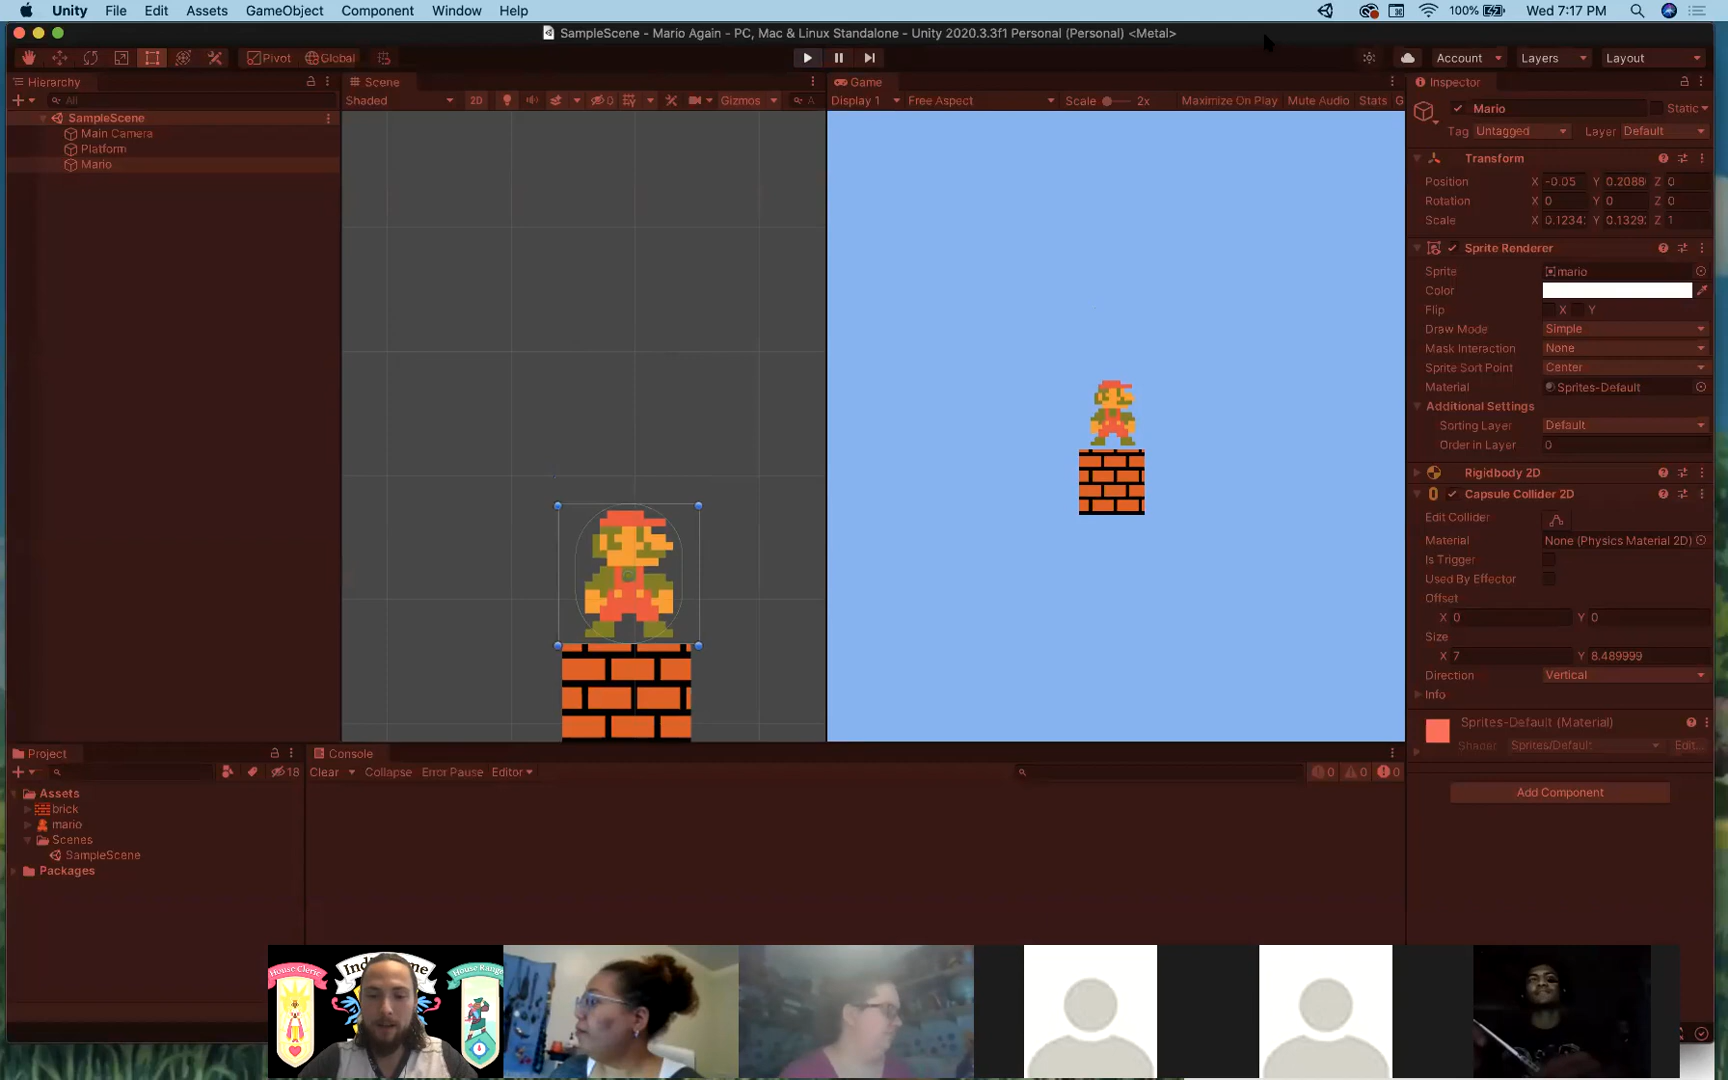 Unity File Edit Assets GameObject Component Window Help 100% Wed 7:17 PM
SampleScene - Mario Again - PC, Mac & Linux Standalone - Unity 2020.3.3f1 Personal (Personal) <Metal>
Pivot Global Account Layers Layout
Hierarchy Scene Game Inspector
All Shaded 2D 0 Gizmos A Display 1 Free Aspect Scale 2x Maximize On Play Mute Audio Stats G
Mario Static
SampleScene
Main Camera
Platform
Mario
Tag Untagged Layer Default
Transform
Position X -0.05 Y 0.2088 Z 0
Rotation X 0 Y 0 Z 0
Scale X 0.1234 Y 0.1329 Z 1
Sprite Renderer
Sprite mario
Color
Flip X Y
Draw Mode Simple
Mask Interaction None
Sprite Sort Point Center
Material Sprites-Default
Additional Settings
Sorting Layer Default
Order in Layer 0
Rigidbody 2D
Capsule Collider 2D
Edit Collider
Material None (Physics Material 2D)
Is Trigger
Used By Effector
Offset
X 0 Y 0
Size
X 7 Y 8.489999
Direction Vertical
Info
Sprites-Default (Material)
Shader Sprites/Default Edit...
Add Component
Project Console
18 Clear Collapse Error Pause Editor 0 0 0
Assets
brick
mario
Scenes
SampleScene
Packages
House Cleric
House Rang